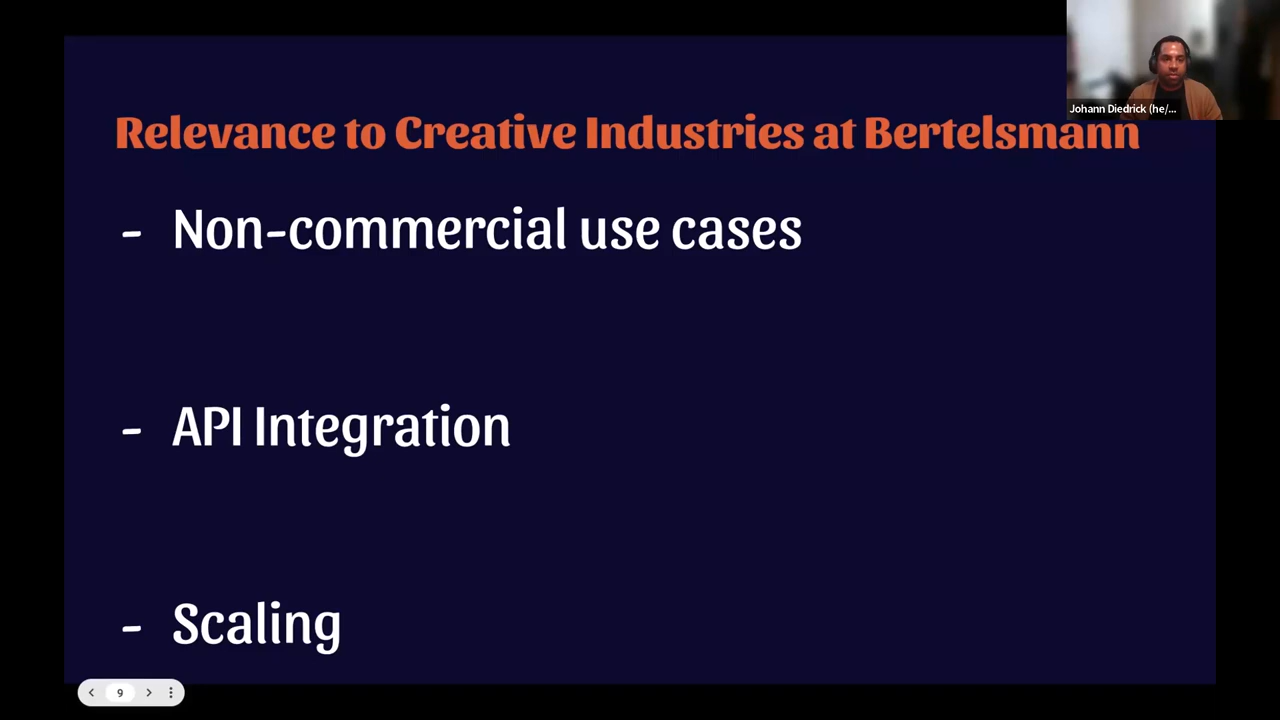 Johann Diedrick (he/...
Relevance to Creative Industries at Bertelsmann
- Non-commercial use cases
- API Integration
- Scaling
9